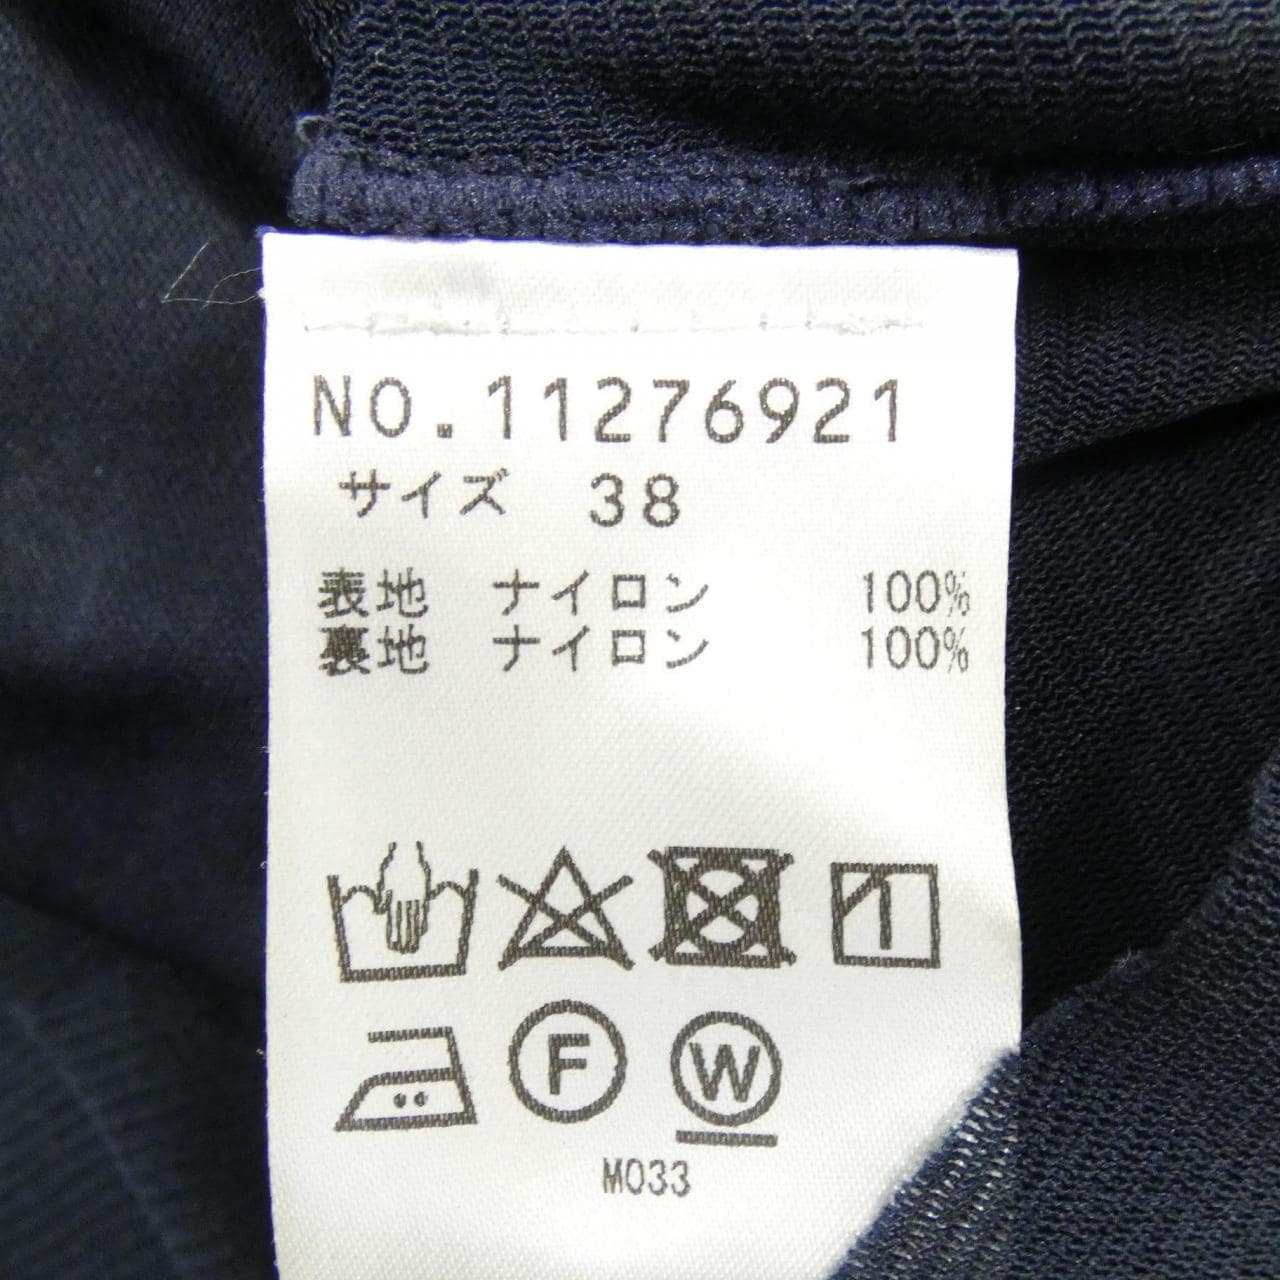 NO.11276921
サイズ 38
表地 ナイロン 100%
裏地 ナイロン 100%
F W
M033